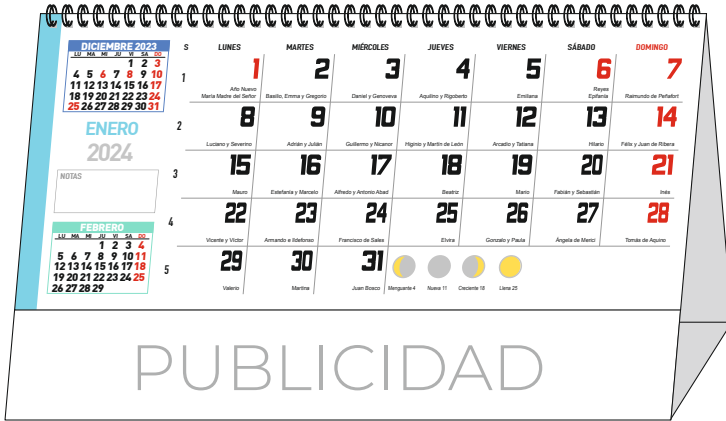 DICIEMBRE 2023
LU MA MI JU VI SA DO
1 2 3
4 5 6 7 8 9 10
11 12 13 14 15 16 17
18 19 20 21 22 23 24
25 26 27 28 29 30 31
ENERO
2024
NOTAS
FEBRERO
LU MA MI JU VI SA DO
1 2 3 4
5 6 7 8 9 10 11
12 13 14 15 16 17 18
19 20 21 22 23 24 25
26 27 28 29
S LUNES MARTES MIÉRCOLES JUEVES VIERNES SÁBADO DOMINGO
1 1 2 3 4 5 6 7
Año Nuevo Reyes
María Madre del Señor Basilio, Emma y Gregorio Daniel y Genoveva Aquilino y Rigoberto Emiliana Epifanía Raimundo de Peñafort
2 8 9 10 11 12 13 14
Luciano y Severino Adrián y Julián Guillermo y Nicanor Higinio y Martín de León Arcadio y Tatiana Hilario Félix y Juan de Ribera
3 15 16 17 18 19 20 21
Mauro Estefanía y Marcelo Alfredo y Antonio Abad Beatriz Mario Fabián y Sebastián Inés
4 22 23 24 25 26 27 28
Vicente y Víctor Armando e Ildefonso Francisco de Sales Elvira Gonzalo y Paula Ángela de Merici Tomás de Aquino
5 29 30 31
Valerio Martina Juan Bosco Menguante 4 Nueva 11 Creciente 18 Llena 25
PUBLICIDAD